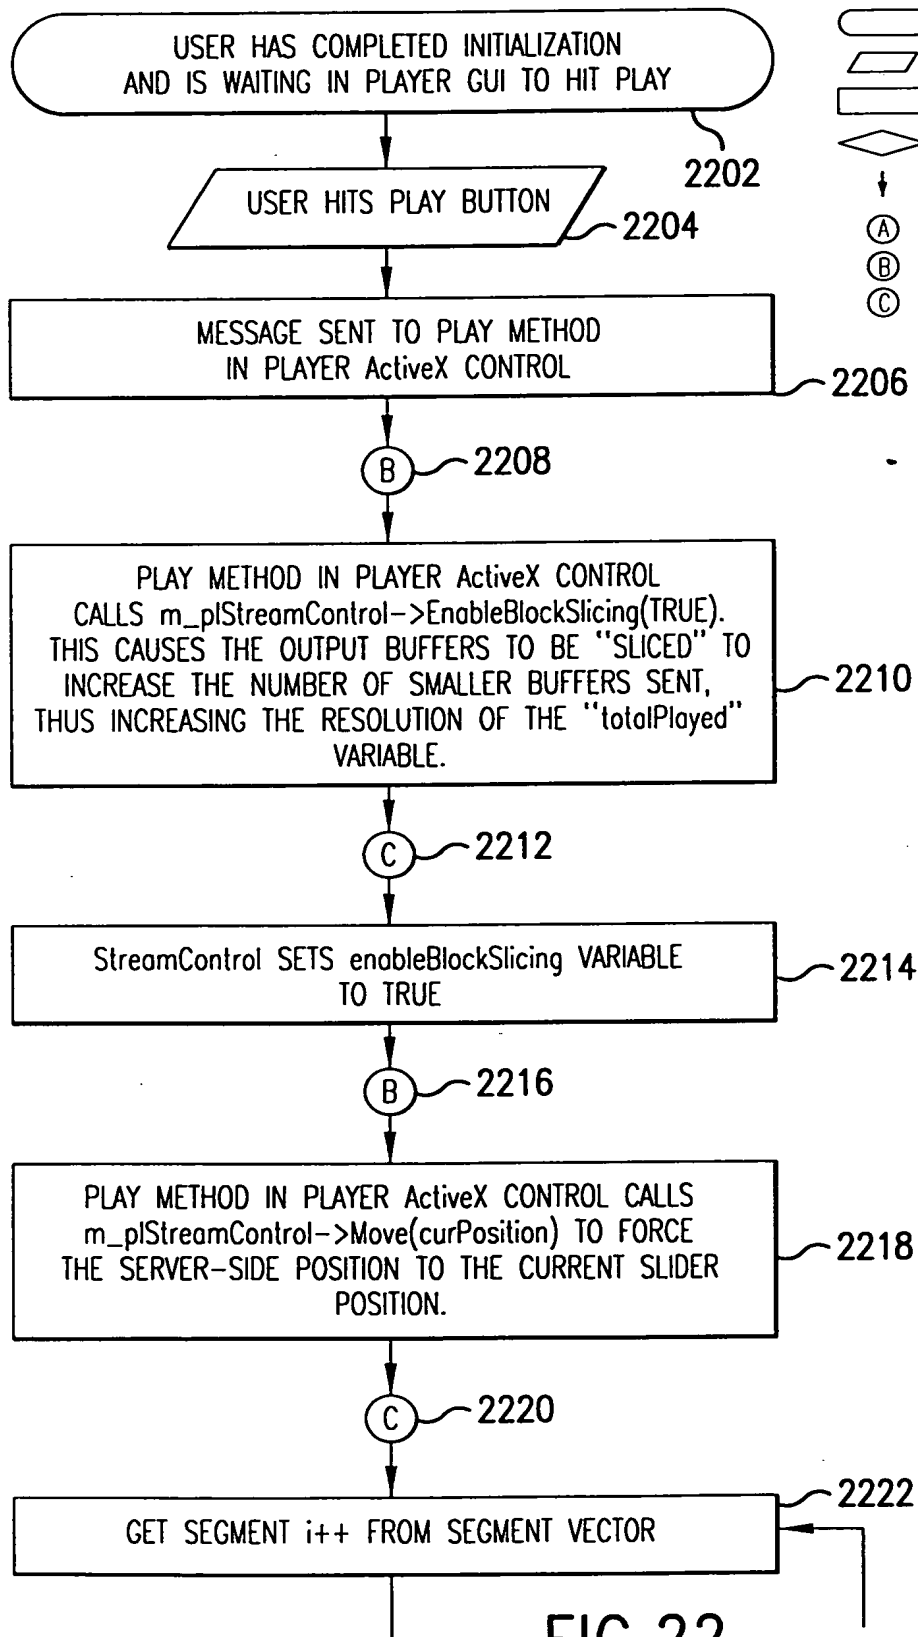 USER HAS COMPLETED INITIALIZATION
AND IS WAITING IN PLAYER GUI TO HIT PLAY
2202
USER HITS PLAY BUTTON
2204
A
B
C
MESSAGE SENT TO PLAY METHOD
IN PLAYER ActiveX CONTROL
2206
B
2208
PLAY METHOD IN PLAYER ActiveX CONTROL
CALLS m_plStreamControl->EnableBlockSlicing(TRUE).
THIS CAUSES THE OUTPUT BUFFERS TO BE "SLICED" TO
INCREASE THE NUMBER OF SMALLER BUFFERS SENT,
THUS INCREASING THE RESOLUTION OF THE "totalPlayed"
VARIABLE.
2210
C
2212
StreamControl SETS enableBlockSlicing VARIABLE
TO TRUE
2214
B
2216
PLAY METHOD IN PLAYER ActiveX CONTROL CALLS
m_plStreamControl->Move(curPosition) TO FORCE
THE SERVER-SIDE POSITION TO THE CURRENT SLIDER
POSITION.
2218
C
2220
2222
GET SEGMENT i++ FROM SEGMENT VECTOR
FIG. 22